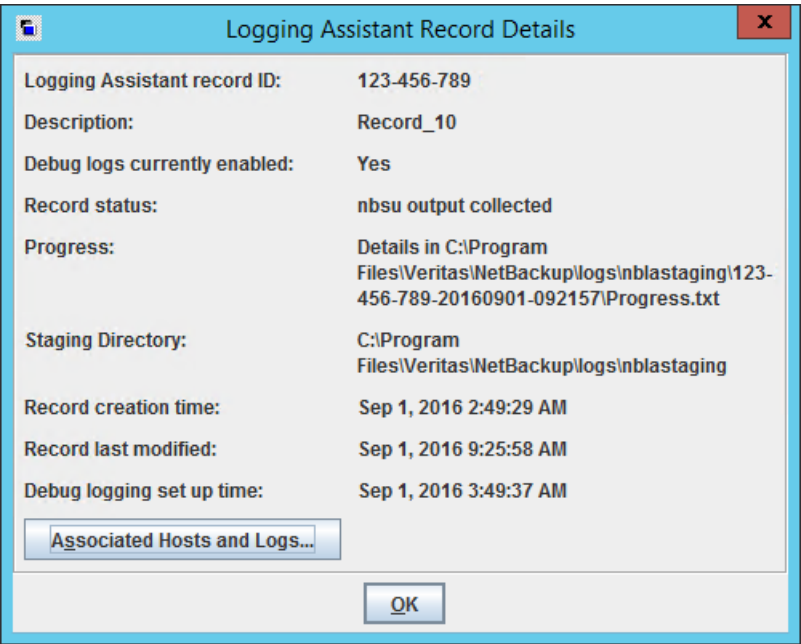 Logging Assistant Record Details
x
Logging Assistant record ID: 123-456-789
Description: Record_10
Debug logs currently enabled: Yes
Record status: nbsu output collected
Progress: Details in C:\Program
Files\Veritas\NetBackup\logs\nblastaging\123-
456-789-20160901-092157\Progress.txt
Staging Directory: C:\Program
Files\Veritas\NetBackup\logs\nblastaging
Record creation time: Sep 1, 2016 2:49:29 AM
Record last modified: Sep 1, 2016 9:25:58 AM
Debug logging set up time: Sep 1, 2016 3:49:37 AM
Associated Hosts and Logs...
OK